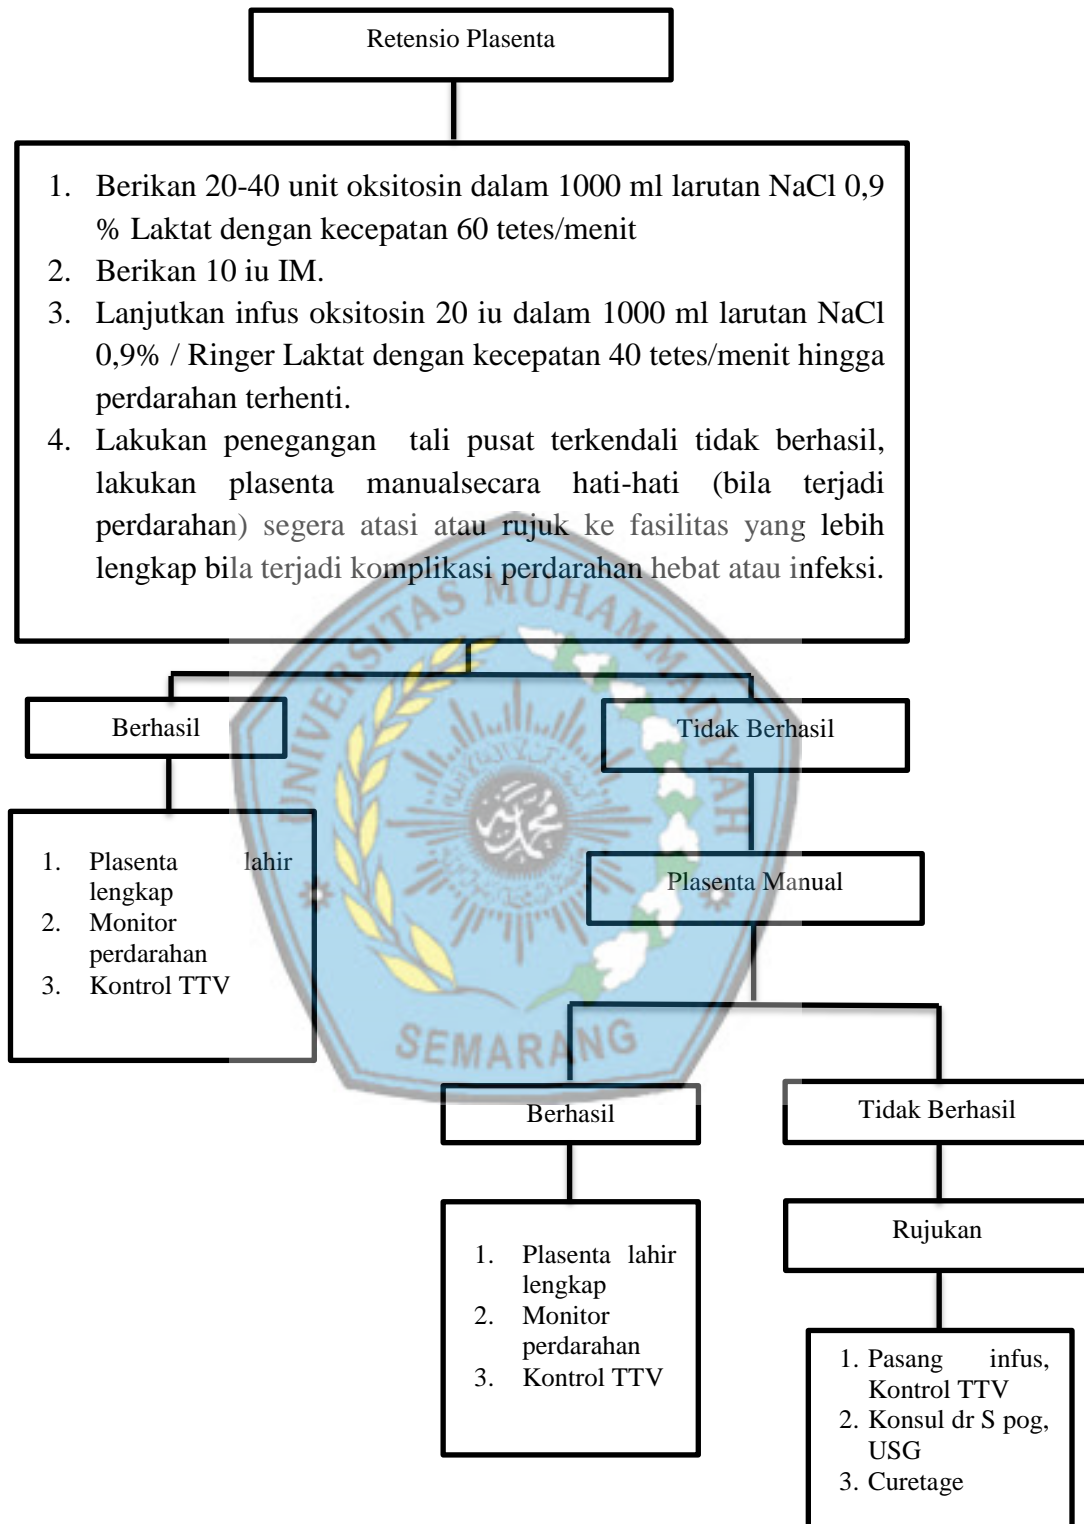 Retensio Plasenta
1. Berikan 20-40 unit oksitosin dalam 1000 ml larutan NaCl 0,9
% Laktat dengan kecepatan 60 tetes/menit
2. Berikan 10 iu IM.
3. Lanjutkan infus oksitosin 20 iu dalam 1000 ml larutan NaCl
0,9% / Ringer Laktat dengan kecepatan 40 tetes/menit hingga
perdarahan terhenti.
4. Lakukan penegangan tali pusat terkendali tidak berhasil,
lakukan plasenta manualsecara hati-hati (bila terjadi
perdarahan) segera atasi atau rujuk ke fasilitas yang lebih
lengkap bila terjadi komplikasi perdarahan hebat atau infeksi.
UNIVERSITAS MUHAMMADIYAH
SEMARANG
Berhasil
Tidak Berhasil
1. Plasenta lahir
lengkap
2. Monitor
perdarahan
3. Kontrol TTV
Plasenta Manual
Berhasil
Tidak Berhasil
1. Plasenta lahir
lengkap
2. Monitor
perdarahan
3. Kontrol TTV
Rujukan
1. Pasang infus,
Kontrol TTV
2. Konsul dr S pog,
USG
3. Curetage